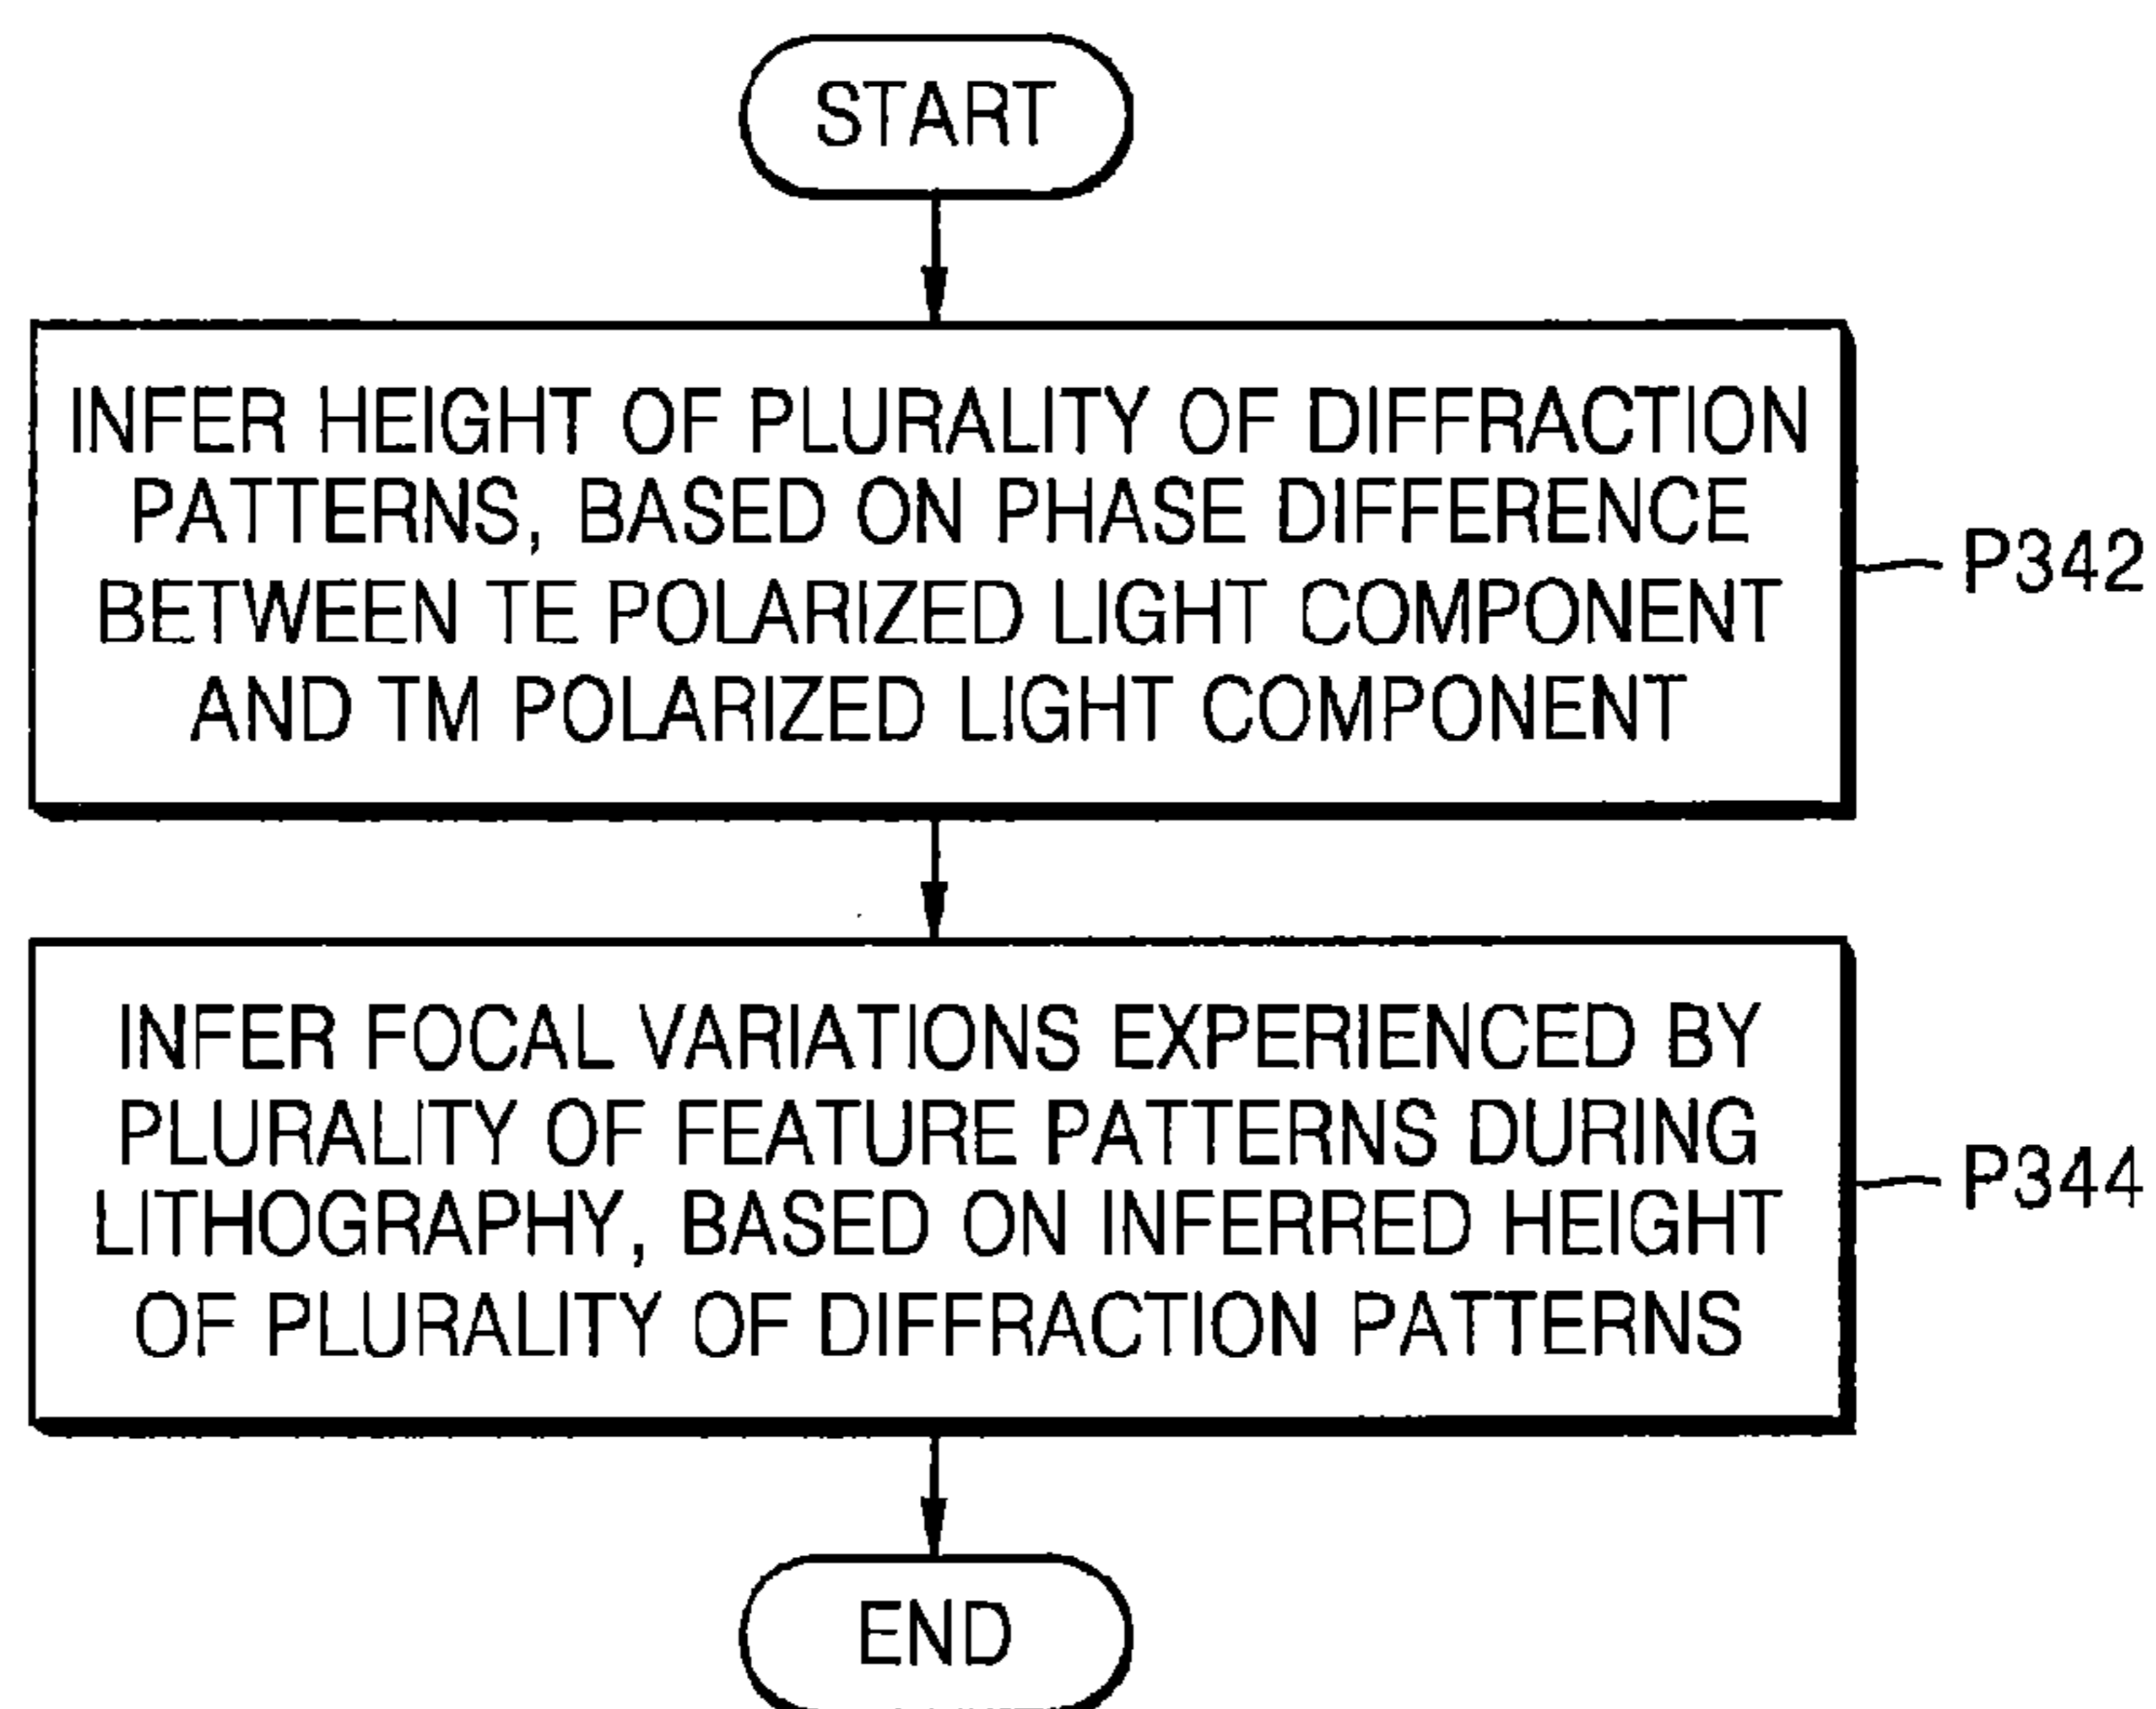 START
INFER HEIGHT OF PLURALITY OF DIFFRACTION
PATTERNS, BASED ON PHASE DIFFERENCE
BETWEEN TE POLARIZED LIGHT COMPONENT
AND TM POLARIZED LIGHT COMPONENT
P342
INFER FOCAL VARIATIONS EXPERIENCED BY
PLURALITY OF FEATURE PATTERNS DURING
LITHOGRAPHY, BASED ON INFERRED HEIGHT
OF PLURALITY OF DIFFRACTION PATTERNS
P344
END